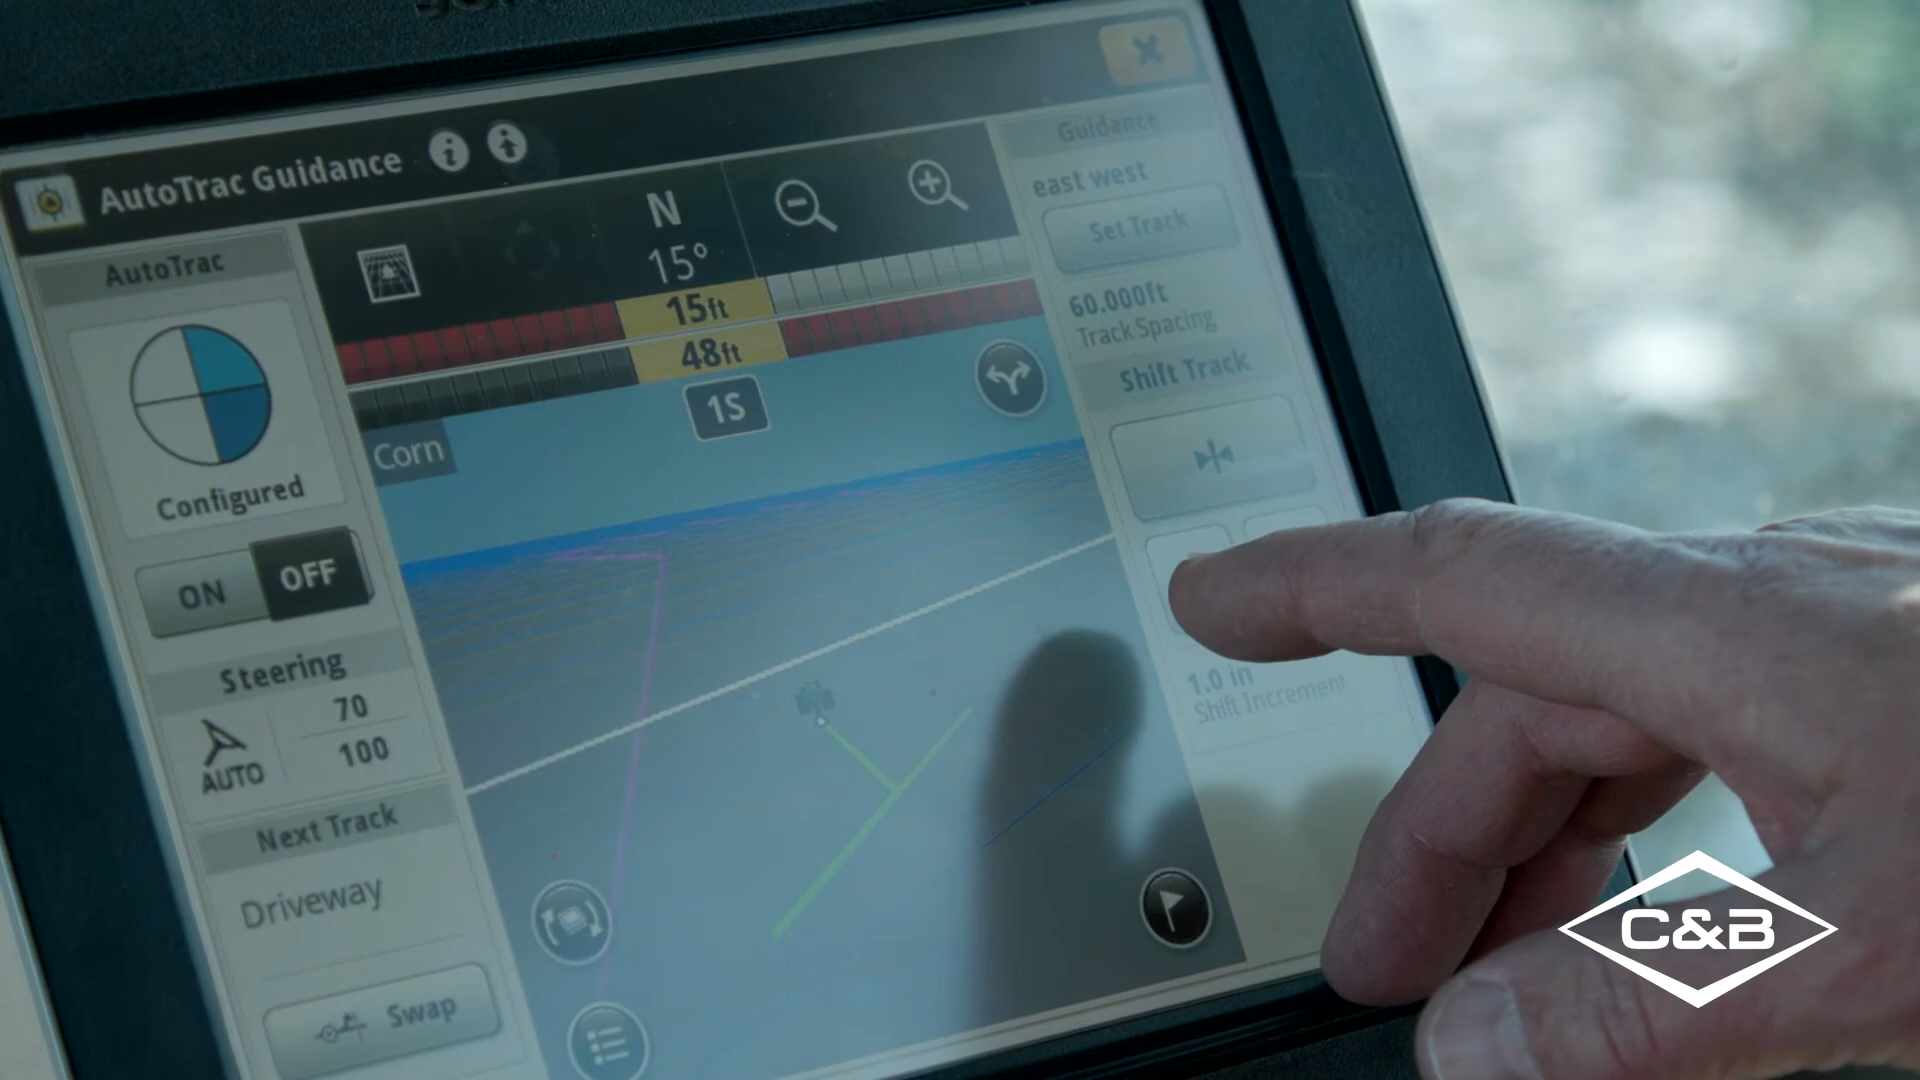 AutoTrac Guidance
AutoTrac
Configured
ON
OFF
Steering
70
100
AUTO
Next Track
Driveway
Swap
N
15°
15ft
48ft
1S
Corn
Guidance
east west
Set Track
60.000ft
Track Spacing
Shift Track
1.0 in
Shift Increment
C&B